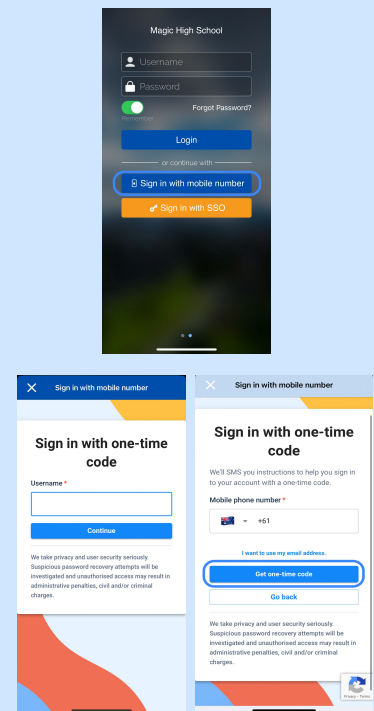 Magic High School
Username
Password
Remember
Forgot Password?
Login
or continue with
Sign in with mobile number
Sign in with SSO
Sign in with mobile number
Sign in with one-time
code
Username *
Continue
We take privacy and user security seriously.
Suspicious password recovery attempts will be
investigated and unauthorised access may result in
administrative penalties, civil and/or criminal
charges.
Sign in with mobile number
Sign in with one-time
code
We'll SMS you instructions to help you sign in
to your account with a one-time code.
Mobile phone number *
+61
I want to use my email address.
Get one-time code
Go back
We take privacy and user security seriously.
Suspicious password recovery attempts will be
investigated and unauthorised access may result in
administrative penalties, civil and/or criminal
charges.
Privacy - Terms